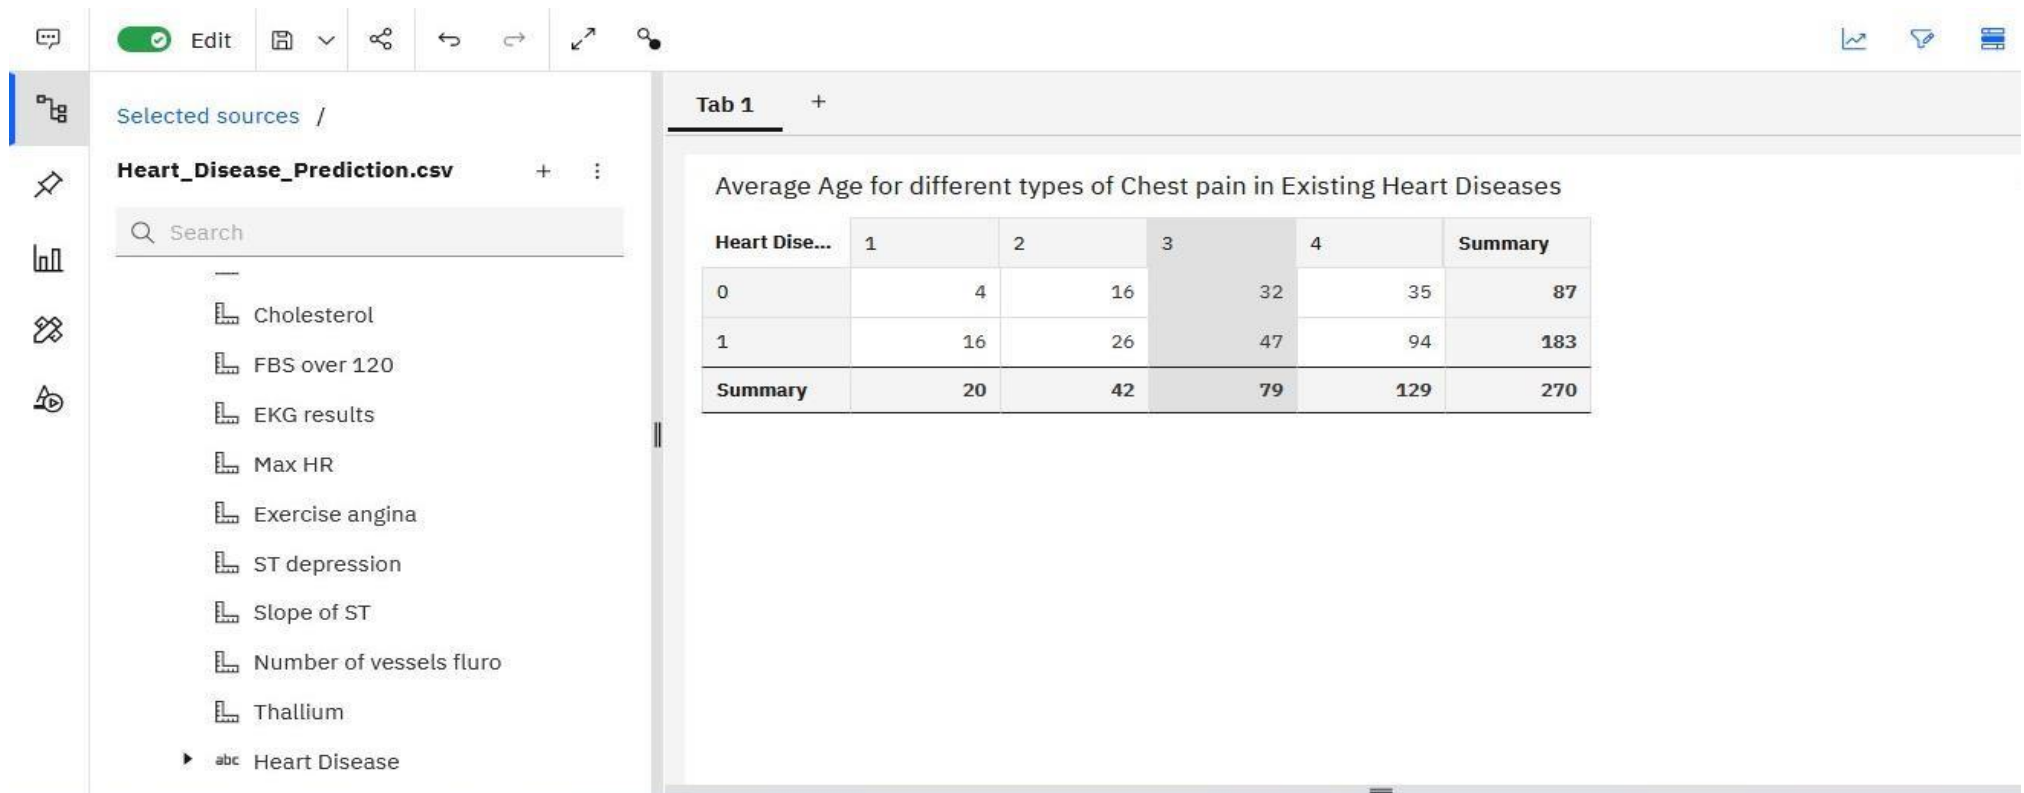 Edit
Selected sources /
Heart_Disease_Prediction.csv
Search
Cholesterol
FBS over 120
EKG results
Max HR
Exercise angina
ST depression
Slope of ST
Number of vessels fluro
Thallium
abc Heart Disease
Tab 1 +
Average Age for different types of Chest pain in Existing Heart Diseases
Heart Dise... 1 2 3 4 Summary
0 4 16 32 35 87
1 16 26 47 94 183
Summary 20 42 79 129 270